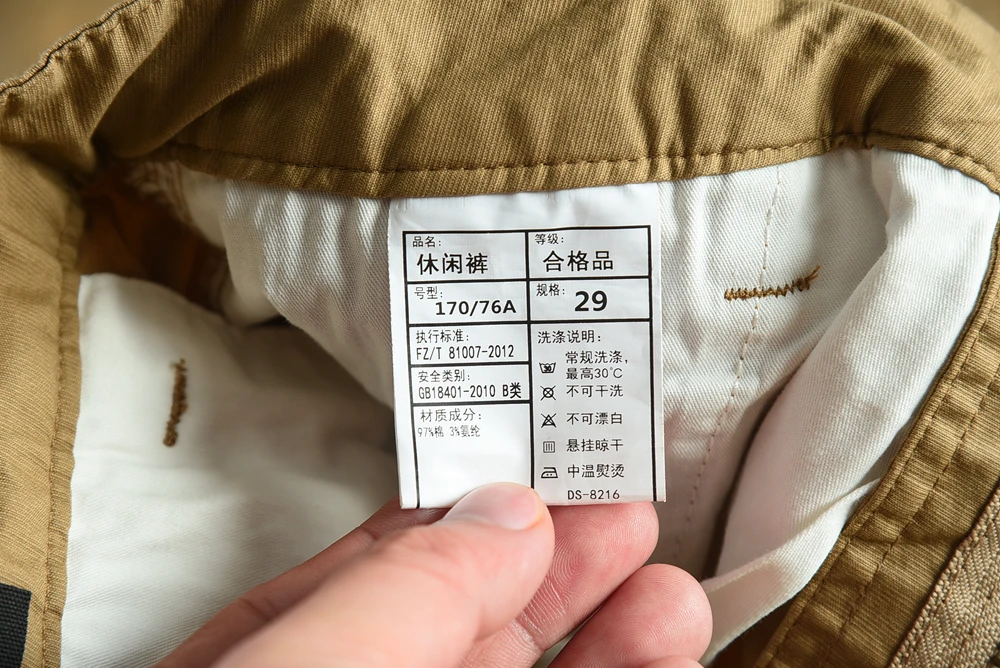 品名:
休闲裤
等级:
合格品
号型:
170/76A
规格:
29
执行标准:
FZ/T 81007-2012
安全类别:
GB18401-2010 B类
材质成分:
97%棉 3%氨纶
洗涤说明:
常规洗涤,
最高30℃
不可干洗
不可漂白
悬挂晾干
中温熨烫
DS-8216